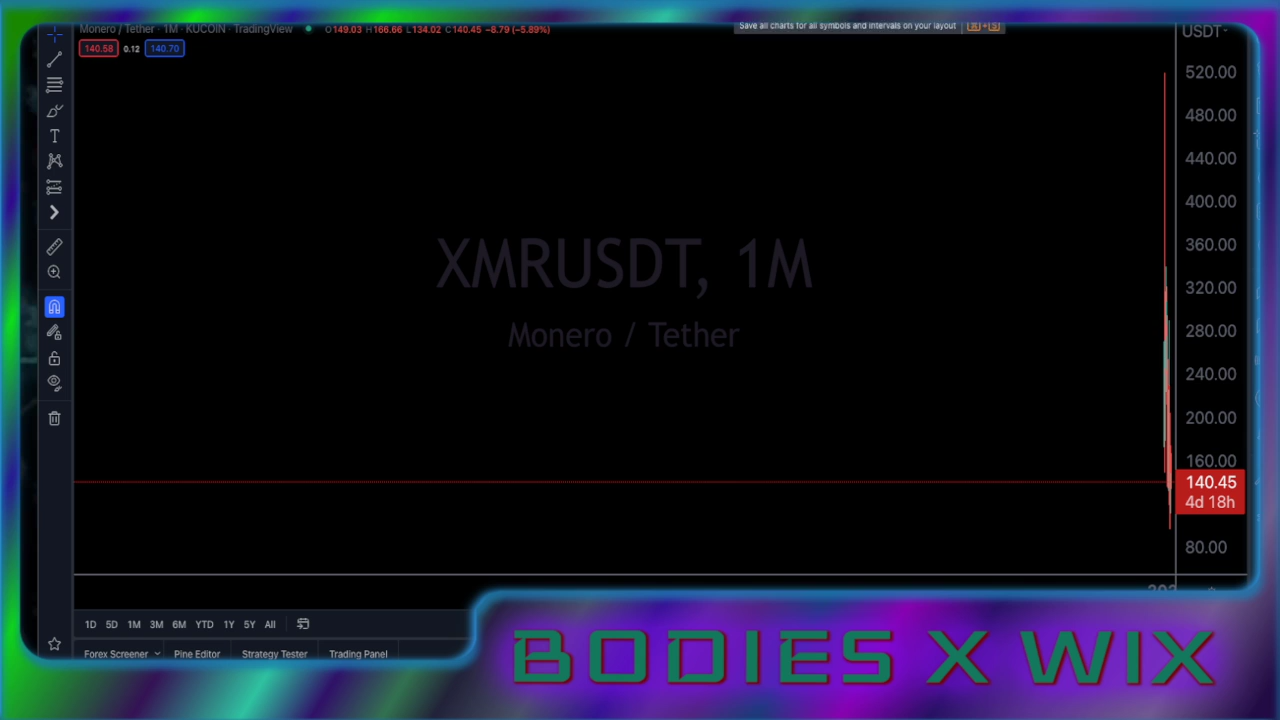 Monero / Tether · 1M · KUCOIN · TradingView
O149.03 H166.66 L134.02 C140.45 −8.79 (−5.89%)
Save all charts for all symbols and intervals on your layout
USDT
140.58 0.12 140.70
520.00
480.00
440.00
400.00
360.00
320.00
280.00
240.00
200.00
160.00
140.45
4d 18h
80.00
XMRUSDT, 1M
Monero / Tether
1D 5D 1M 3M 6M YTD 1Y 5Y All
Forex Screener Pine Editor Strategy Tester Trading Panel
BODIES X WIX